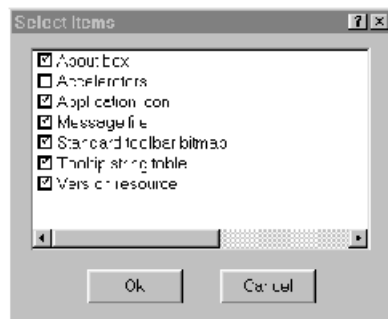 Select Items
About box
Accelerators
Application icon
Message file
Standard toolbar bitmap
Tooltip string table
Version resource
Ok
Cancel